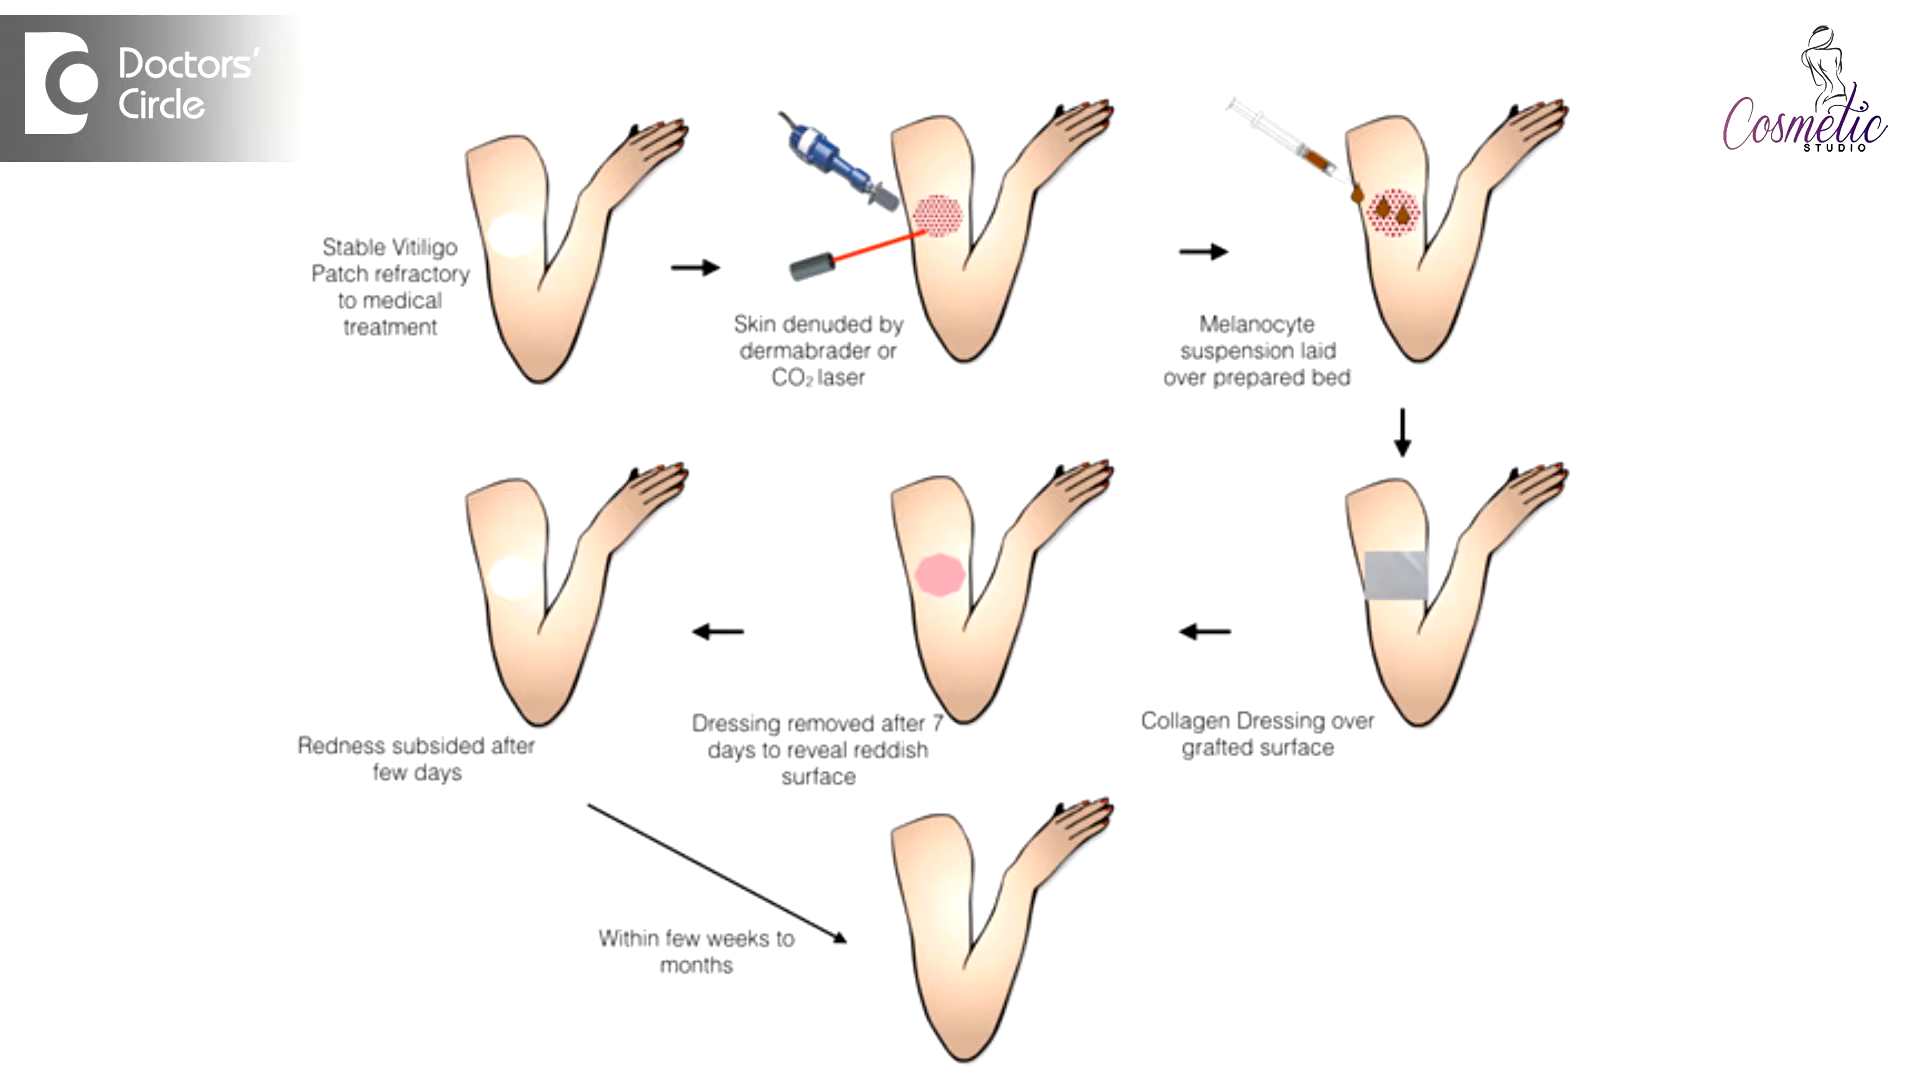 Doctors'
Circle
Cosmetic
STUDIO
Stable Vitiligo
Patch refractory
to medical
treatment
Skin denuded by
dermabrader or
CO₂ laser
Melanocyte
suspension laid
over prepared bed
Collagen Dressing over
grafted surface
Dressing removed after 7
days to reveal reddish
surface
Redness subsided after
few days
Within few weeks to
months